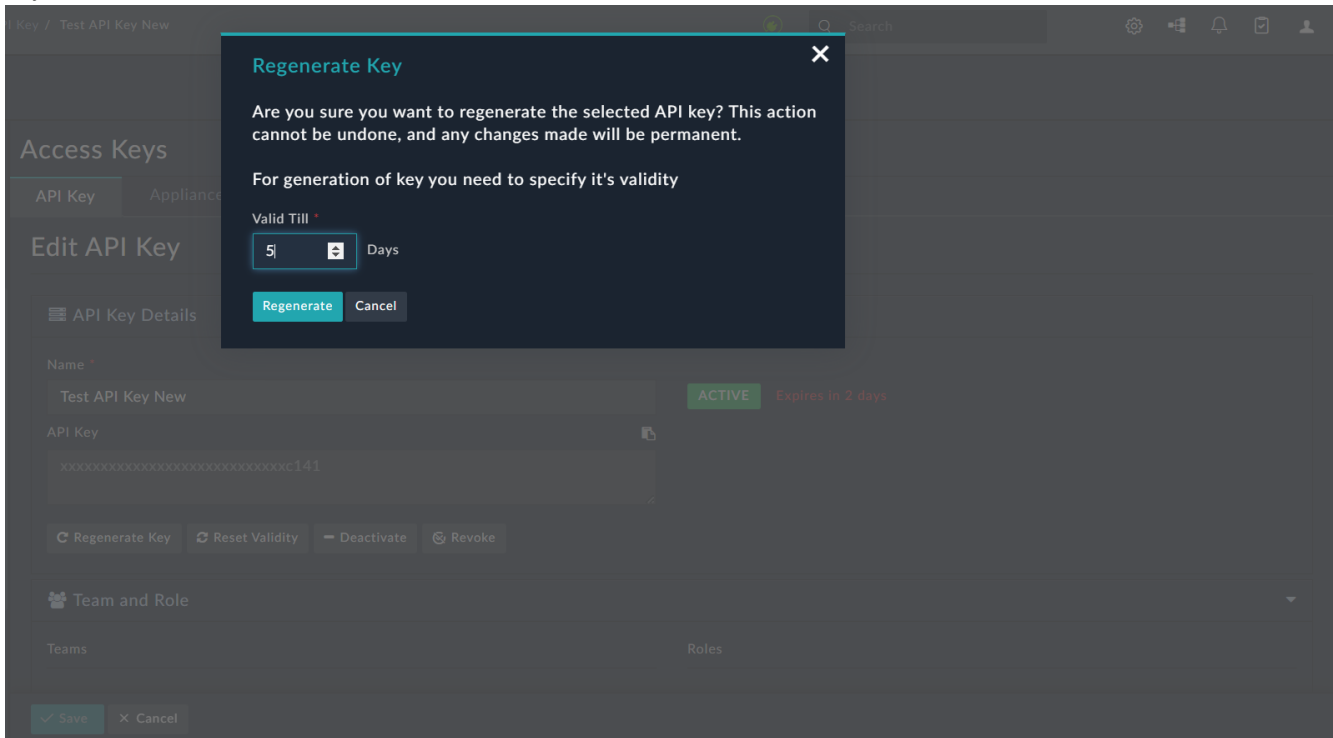 Key / Test API Key New
Search
Regenerate Key
Are you sure you want to regenerate the selected API key? This action
cannot be undone, and any changes made will be permanent.
For generation of key you need to specify it's validity
Valid Till *
5 Days
Regenerate Cancel
Access Keys
API Key Appliance
Edit API Key
API Key Details
Name *
Test API Key New
ACTIVE Expires in 2 days
API Key
xxxxxxxxxxxxxxxxxxxxxxxxxxxxc141
Regenerate Key Reset Validity Deactivate Revoke
Team and Role
Teams Roles
Save Cancel